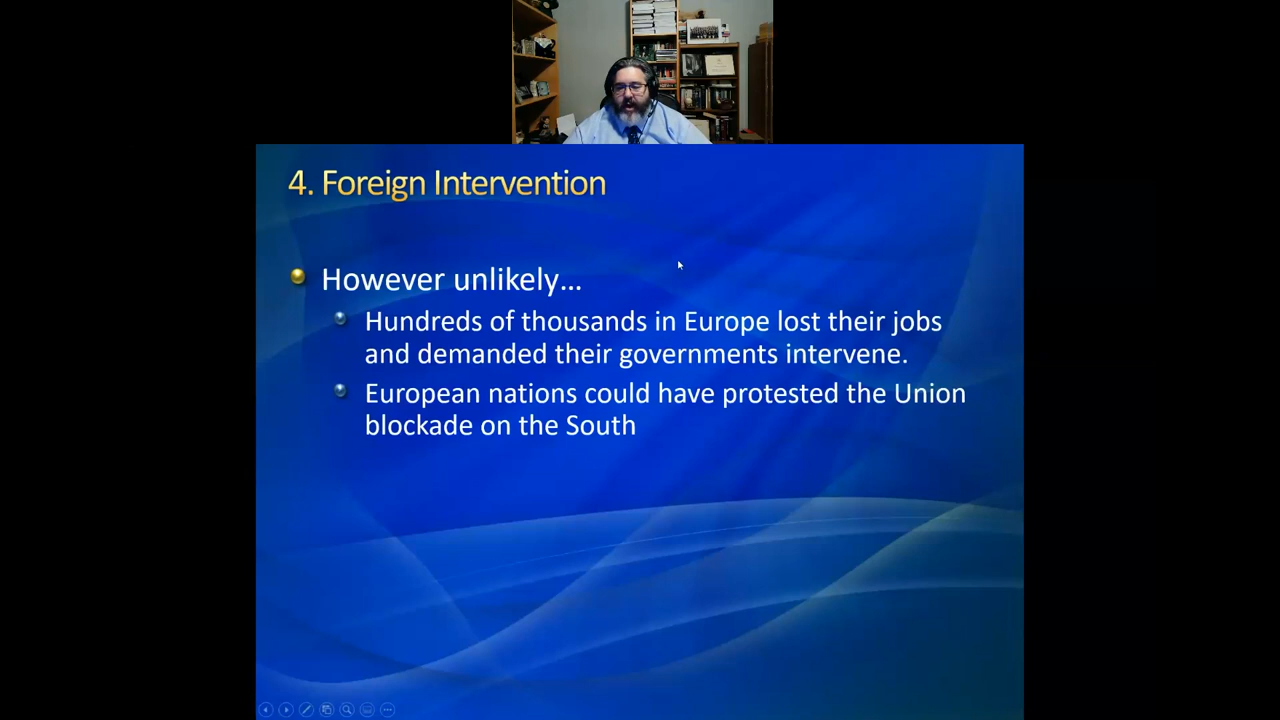 4. Foreign Intervention
However unlikely…
Hundreds of thousands in Europe lost their jobs
and demanded their governments intervene.
European nations could have protested the Union
blockade on the South